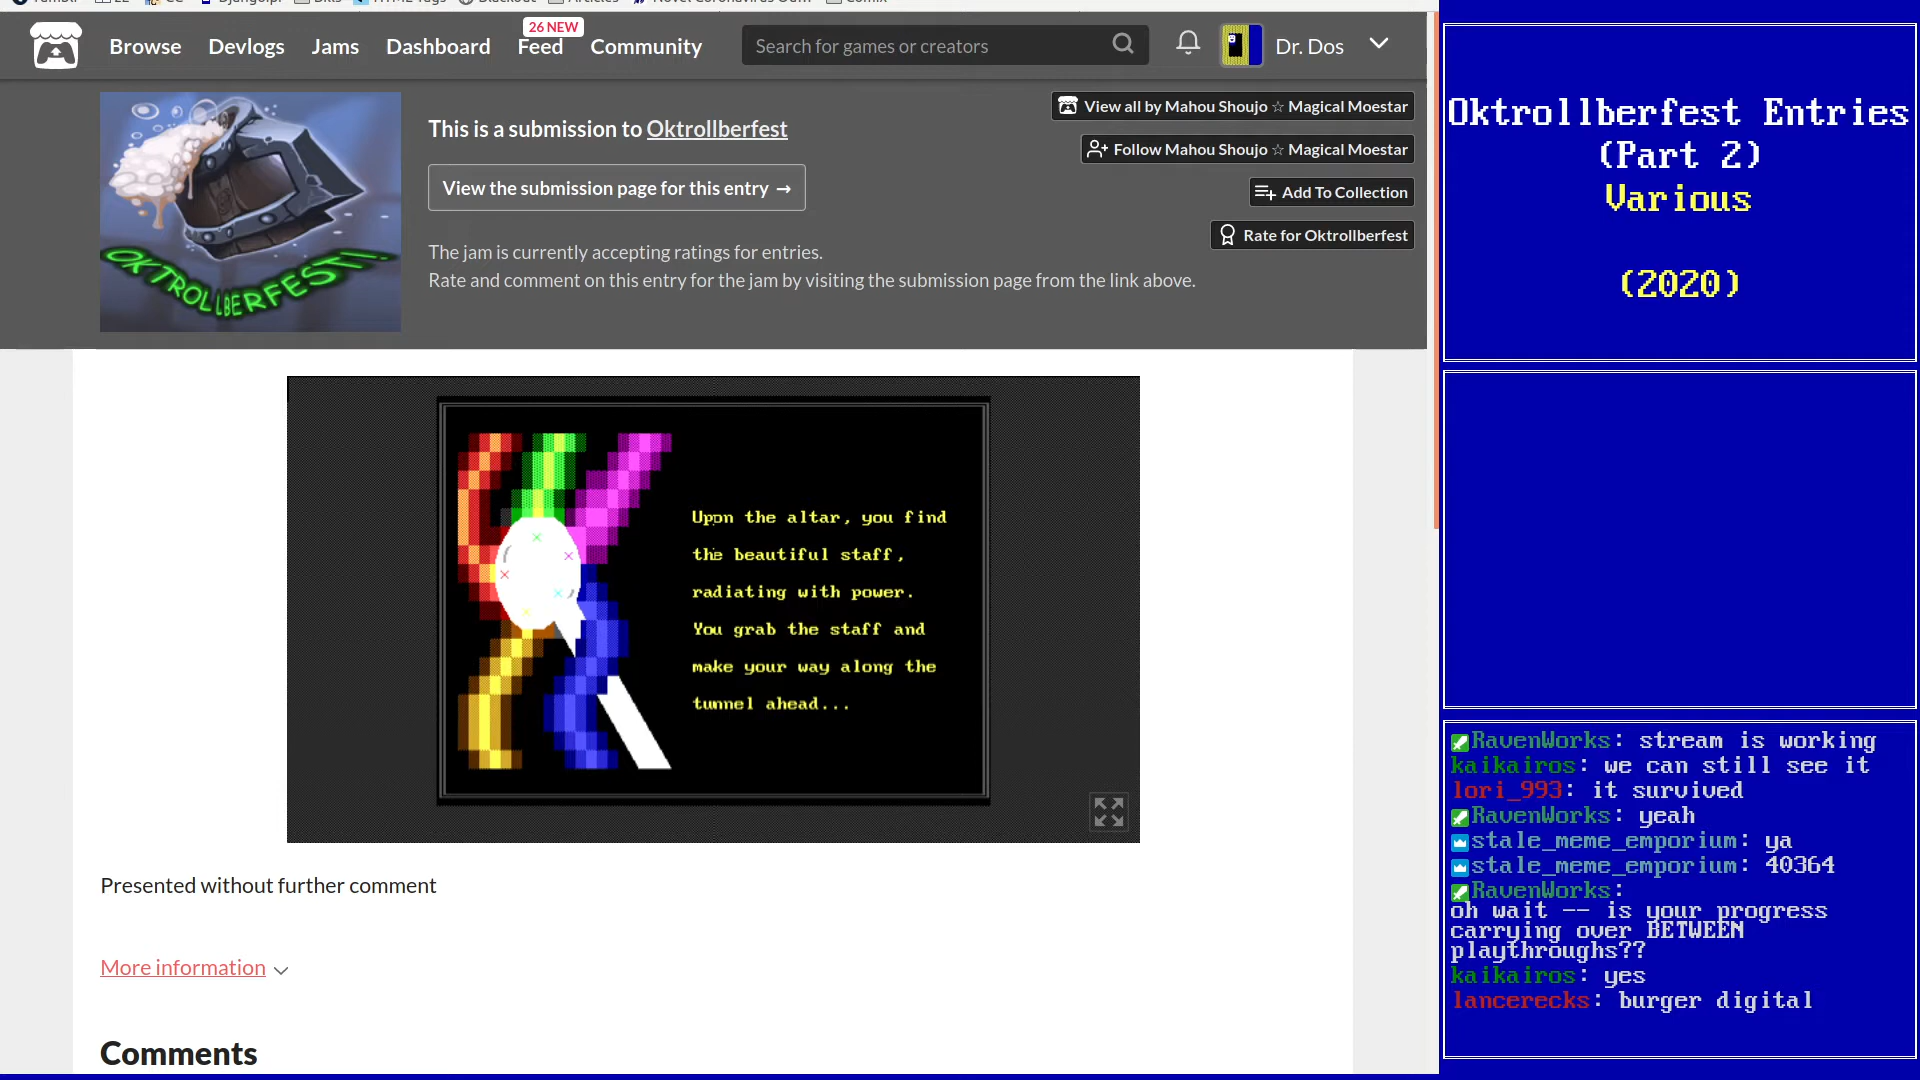 Browse
Devlogs
Jams
Dashboard
26 NEW
Feed
Community
Search for games or creators
Dr. Dos
OKTROLLBERFEST!
This is a submission to Oktrollberfest
View the submission page for this entry →
The jam is currently accepting ratings for entries.
Rate and comment on this entry for the jam by visiting the submission page from the link above.
View all by Mahou Shoujo ☆ Magical Moestar
Follow Mahou Shoujo ☆ Magical Moestar
Add To Collection
Rate for Oktrollberfest
Upon the altar, you find
the beautiful staff,
radiating with power.
You grab the staff and
make your way along the
tunnel ahead...
Presented without further comment
More information
Comments
Oktrollberfest Entries
(Part 2)
Various
(2020)
RavenWorks: stream is working
kaikairos: we can still see it
lori_993: it survived
RavenWorks: yeah
stale_meme_emporium: ya
stale_meme_emporium: 40364
RavenWorks:
oh wait -- is your progress
carrying over BETWEEN
playthroughs??
kaikairos: yes
lancerecks: burger digital